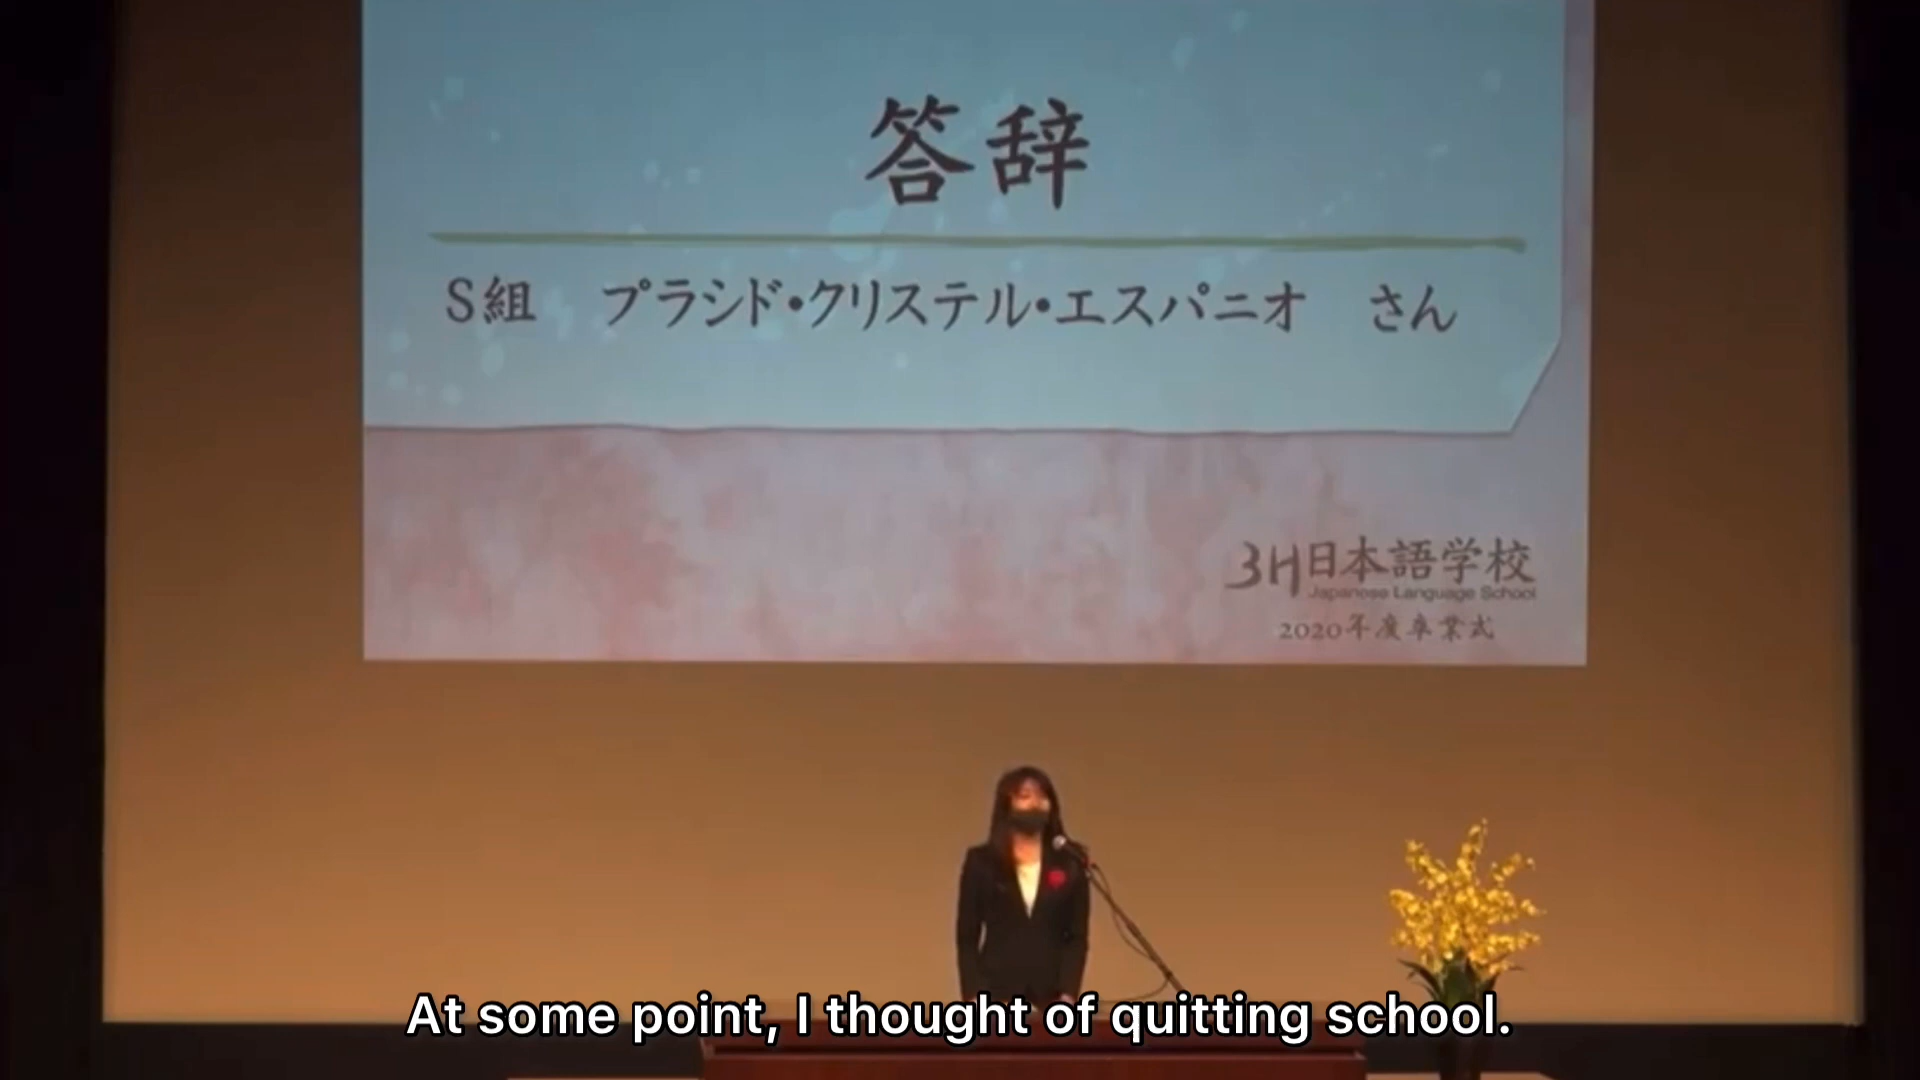 答辞
S組 プラシド・クリステル・エスパニオ さん
3H日本語学校
Japanese Language School
2020年度卒業式
At some point, I thought of quitting school.